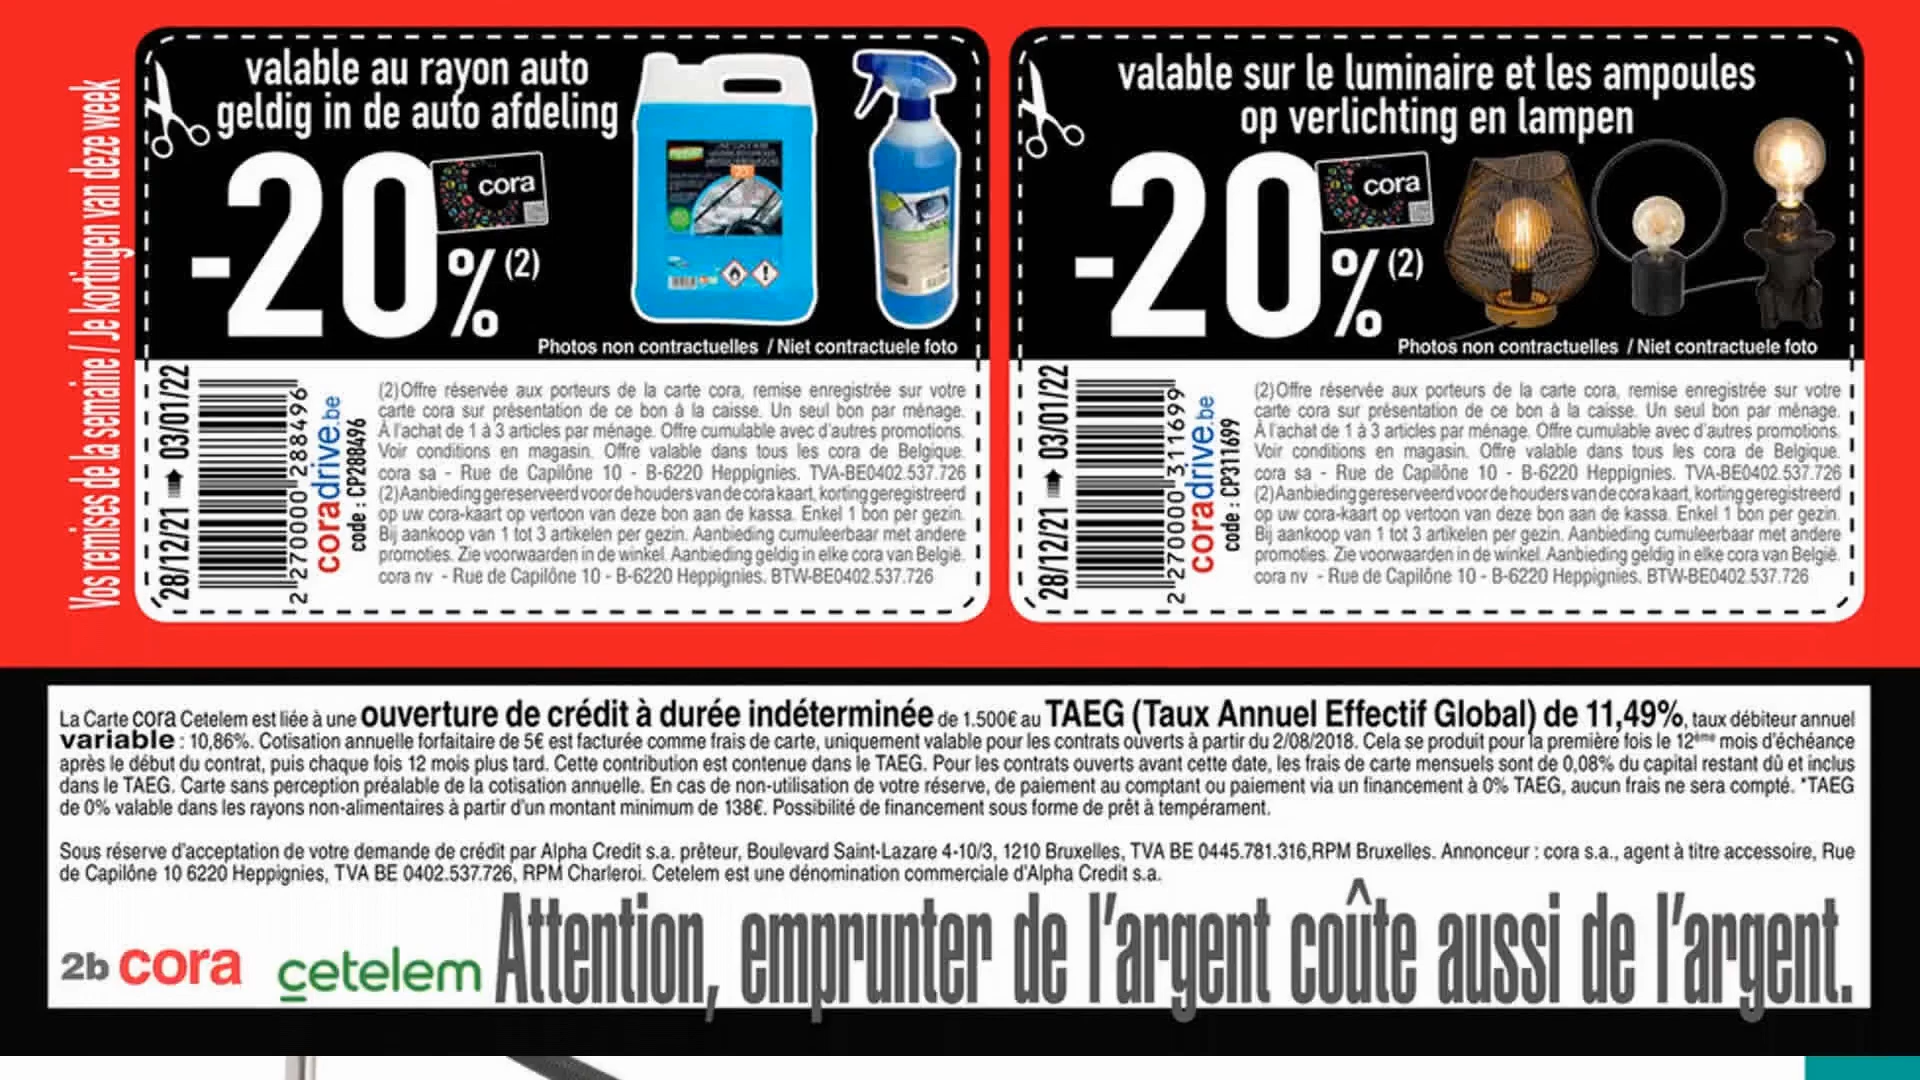 Vos remises de la semaine / Je kortingen van deze week
valable au rayon auto
geldig in de auto afdeling
-20%(2)
cora
Photos non contractuelles / Niet contractuele foto
28/12/21 03/01/22
2 270000 288496
coradrive.be
code : CP288496
(2)Offre réservée aux porteurs de la carte cora, remise enregistrée sur votre
carte cora sur présentation de ce bon à la caisse. Un seul bon par ménage.
À l'achat de 1 à 3 articles par ménage. Offre cumulable avec d'autres promotions.
Voir conditions en magasin. Offre valable dans tous les cora de Belgique.
cora sa - Rue de Capilône 10 - B-6220 Heppignies. TVA-BE0402.537.726
(2)Aanbieding gereserveerd voor de houders van de cora kaart, korting geregistreerd
op uw cora-kaart op vertoon van deze bon aan de kassa. Enkel 1 bon per gezin.
Bij aankoop van 1 tot 3 artikelen per gezin. Aanbieding cumuleerbaar met andere
promoties. Zie voorwaarden in de winkel. Aanbieding geldig in elke cora van België.
cora nv - Rue de Capilône 10 - B-6220 Heppignies. BTW-BE0402.537.726
valable sur le luminaire et les ampoules
op verlichting en lampen
-20%(2)
cora
Photos non contractuelles / Niet contractuele foto
28/12/21 03/01/22
2 270000 311699
coradrive.be
code : CP311699
(2)Offre réservée aux porteurs de la carte cora, remise enregistrée sur votre
carte cora sur présentation de ce bon à la caisse. Un seul bon par ménage.
À l'achat de 1 à 3 articles par ménage. Offre cumulable avec d'autres promotions.
Voir conditions en magasin. Offre valable dans tous les cora de Belgique.
cora sa - Rue de Capilône 10 - B-6220 Heppignies. TVA-BE0402.537.726
(2)Aanbieding gereserveerd voor de houders van de cora kaart, korting geregistreerd
op uw cora-kaart op vertoon van deze bon aan de kassa. Enkel 1 bon per gezin.
Bij aankoop van 1 tot 3 artikelen per gezin. Aanbieding cumuleerbaar met andere
promoties. Zie voorwaarden in de winkel. Aanbieding geldig in elke cora van België.
cora nv - Rue de Capilône 10 - B-6220 Heppignies. BTW-BE0402.537.726
La Carte cora Cetelem est liée à une ouverture de crédit à durée indéterminée de 1.500€ au TAEG (Taux Annuel Effectif Global) de 11,49%, taux débiteur annuel
variable : 10,86%. Cotisation annuelle forfaitaire de 5€ est facturée comme frais de carte, uniquement valable pour les contrats ouverts à partir du 2/08/2018. Cela se produit pour la première fois le 12ème mois d'échéance
après le début du contrat, puis chaque fois 12 mois plus tard. Cette contribution est contenue dans le TAEG. Pour les contrats ouverts avant cette date, les frais de carte mensuels sont de 0,08% du capital restant dû et inclus
dans le TAEG. Carte sans perception préalable de la cotisation annuelle. En cas de non-utilisation de votre réserve, de paiement au comptant ou paiement via un financement à 0% TAEG, aucun frais ne sera compté. *TAEG
de 0% valable dans les rayons non-alimentaires à partir d'un montant minimum de 138€. Possibilité de financement sous forme de prêt à tempérament.
Sous réserve d'acceptation de votre demande de crédit par Alpha Credit s.a. prêteur, Boulevard Saint-Lazare 4-10/3, 1210 Bruxelles, TVA BE 0445.781.316,RPM Bruxelles. Annonceur : cora s.a., agent à titre accessoire, Rue
de Capilône 10 6220 Heppignies, TVA BE 0402.537.726, RPM Charleroi. Cetelem est une dénomination commerciale d'Alpha Credit s.a.
2b cora cetelem Attention, emprunter de l'argent coûte aussi de l'argent.